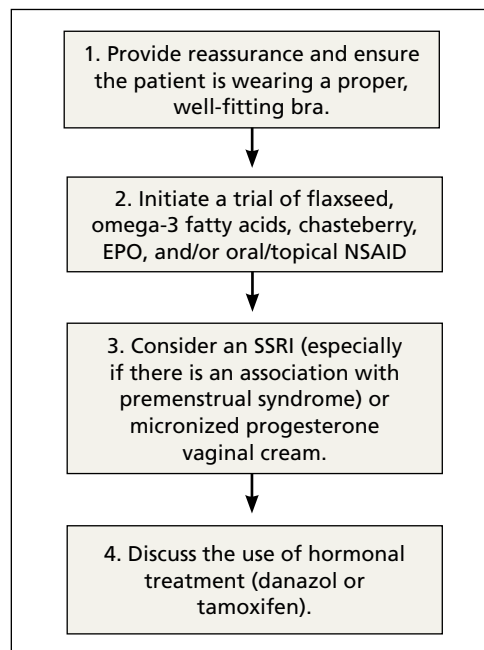 1. Provide reassurance and ensure
the patient is wearing a proper,
well-fitting bra.
2. Initiate a trial of flaxseed,
omega-3 fatty acids, chasteberry,
EPO, and/or oral/topical NSAID
3. Consider an SSRI (especially
if there is an association with
premenstrual syndrome) or
micronized progesterone
vaginal cream.
4. Discuss the use of hormonal
treatment (danazol or
tamoxifen).